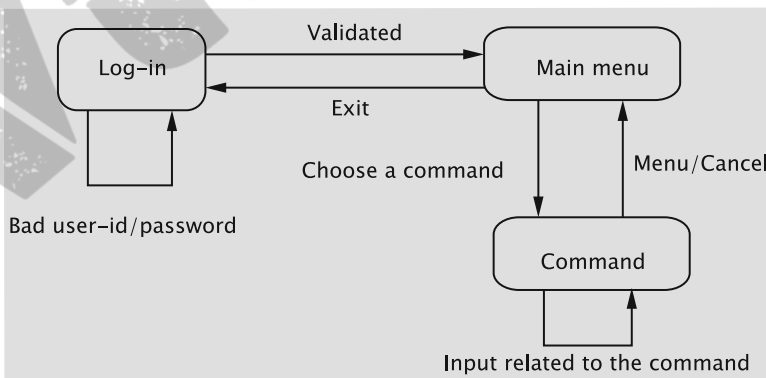 Validated
Log-in
Main menu
Exit
Choose a command
Menu/Cancel
Bad user-id/password
Command
Input related to the command